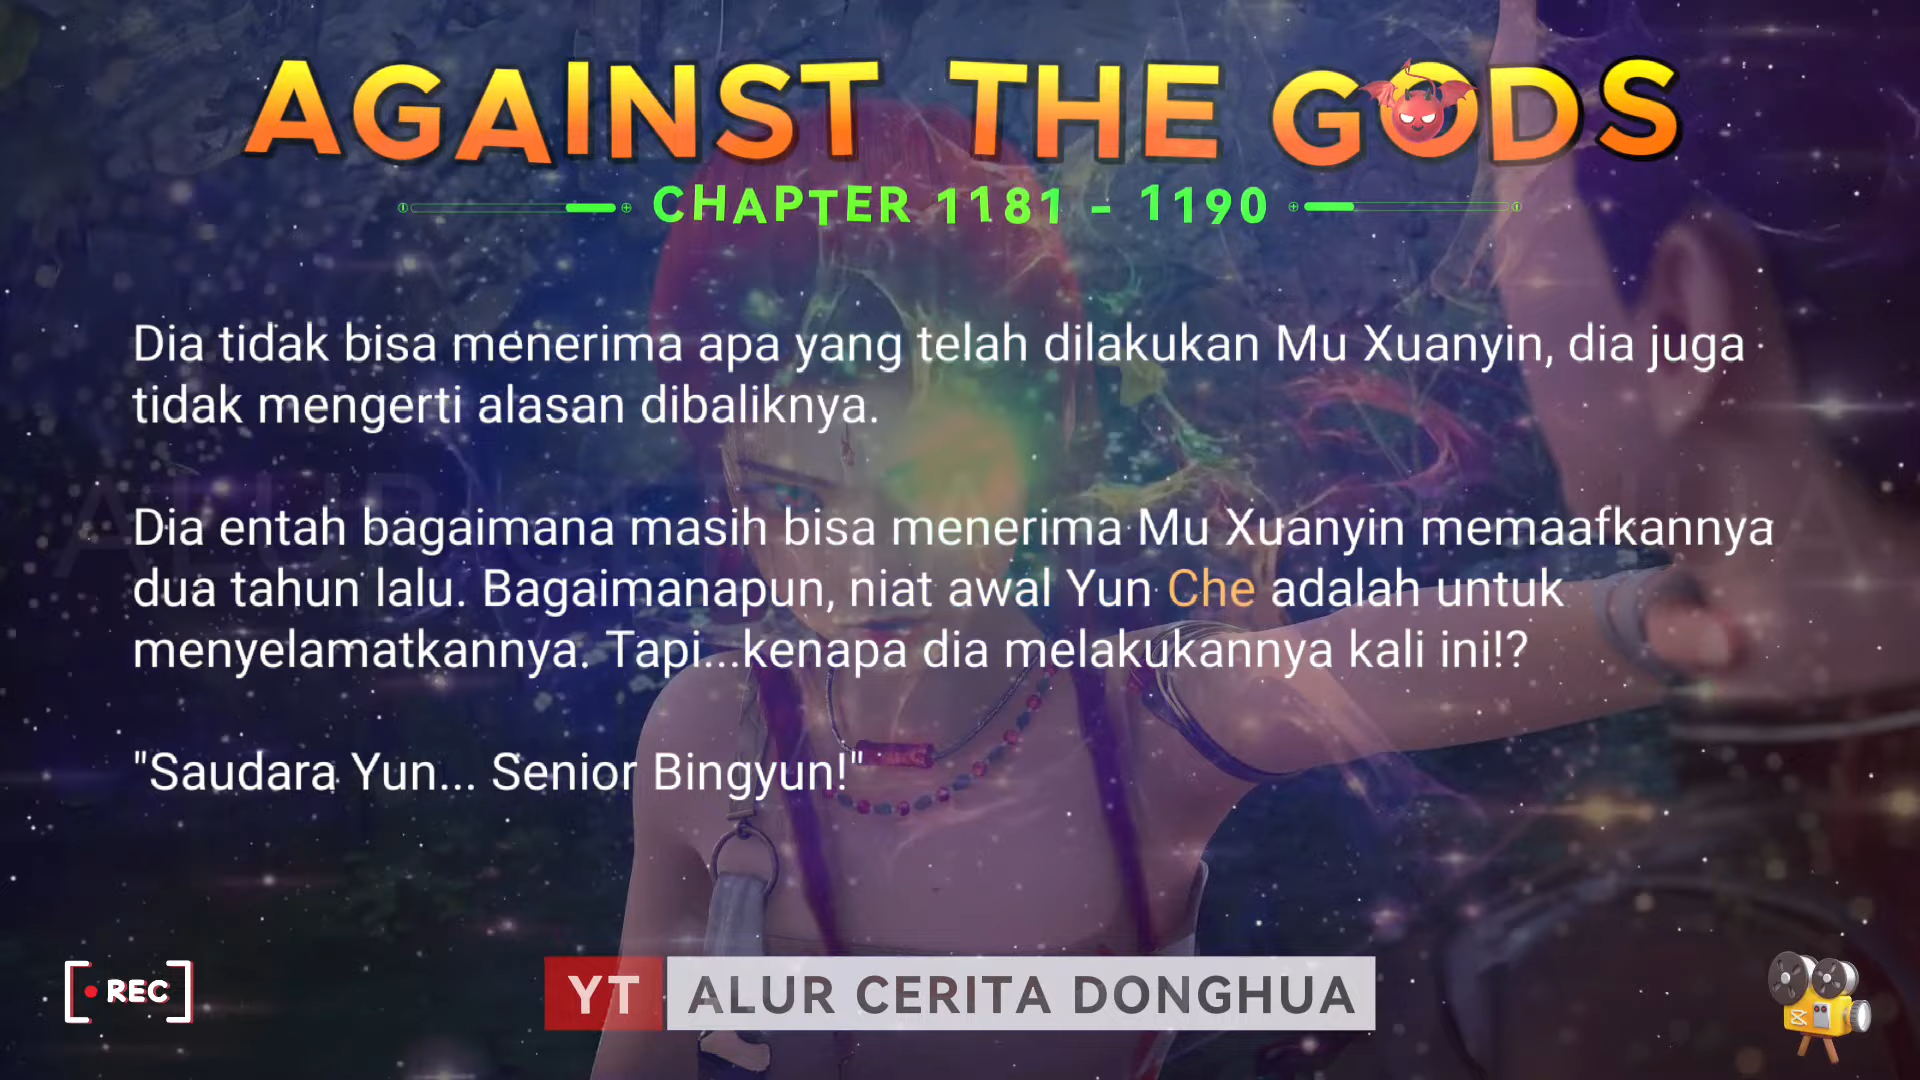 AGAINST THE GODS
CHAPTER 1181 - 1190
Dia tidak bisa menerima apa yang telah dilakukan Mu Xuanyin, dia juga
tidak mengerti alasan dibaliknya.
Dia entah bagaimana masih bisa menerima Mu Xuanyin memaafkannya
dua tahun lalu. Bagaimanapun, niat awal Yun Che adalah untuk
menyelamatkannya. Tapi...kenapa dia melakukannya kali ini!?
"Saudara Yun... Senior Bingyun!"
REC
YT ALUR CERITA DONGHUA